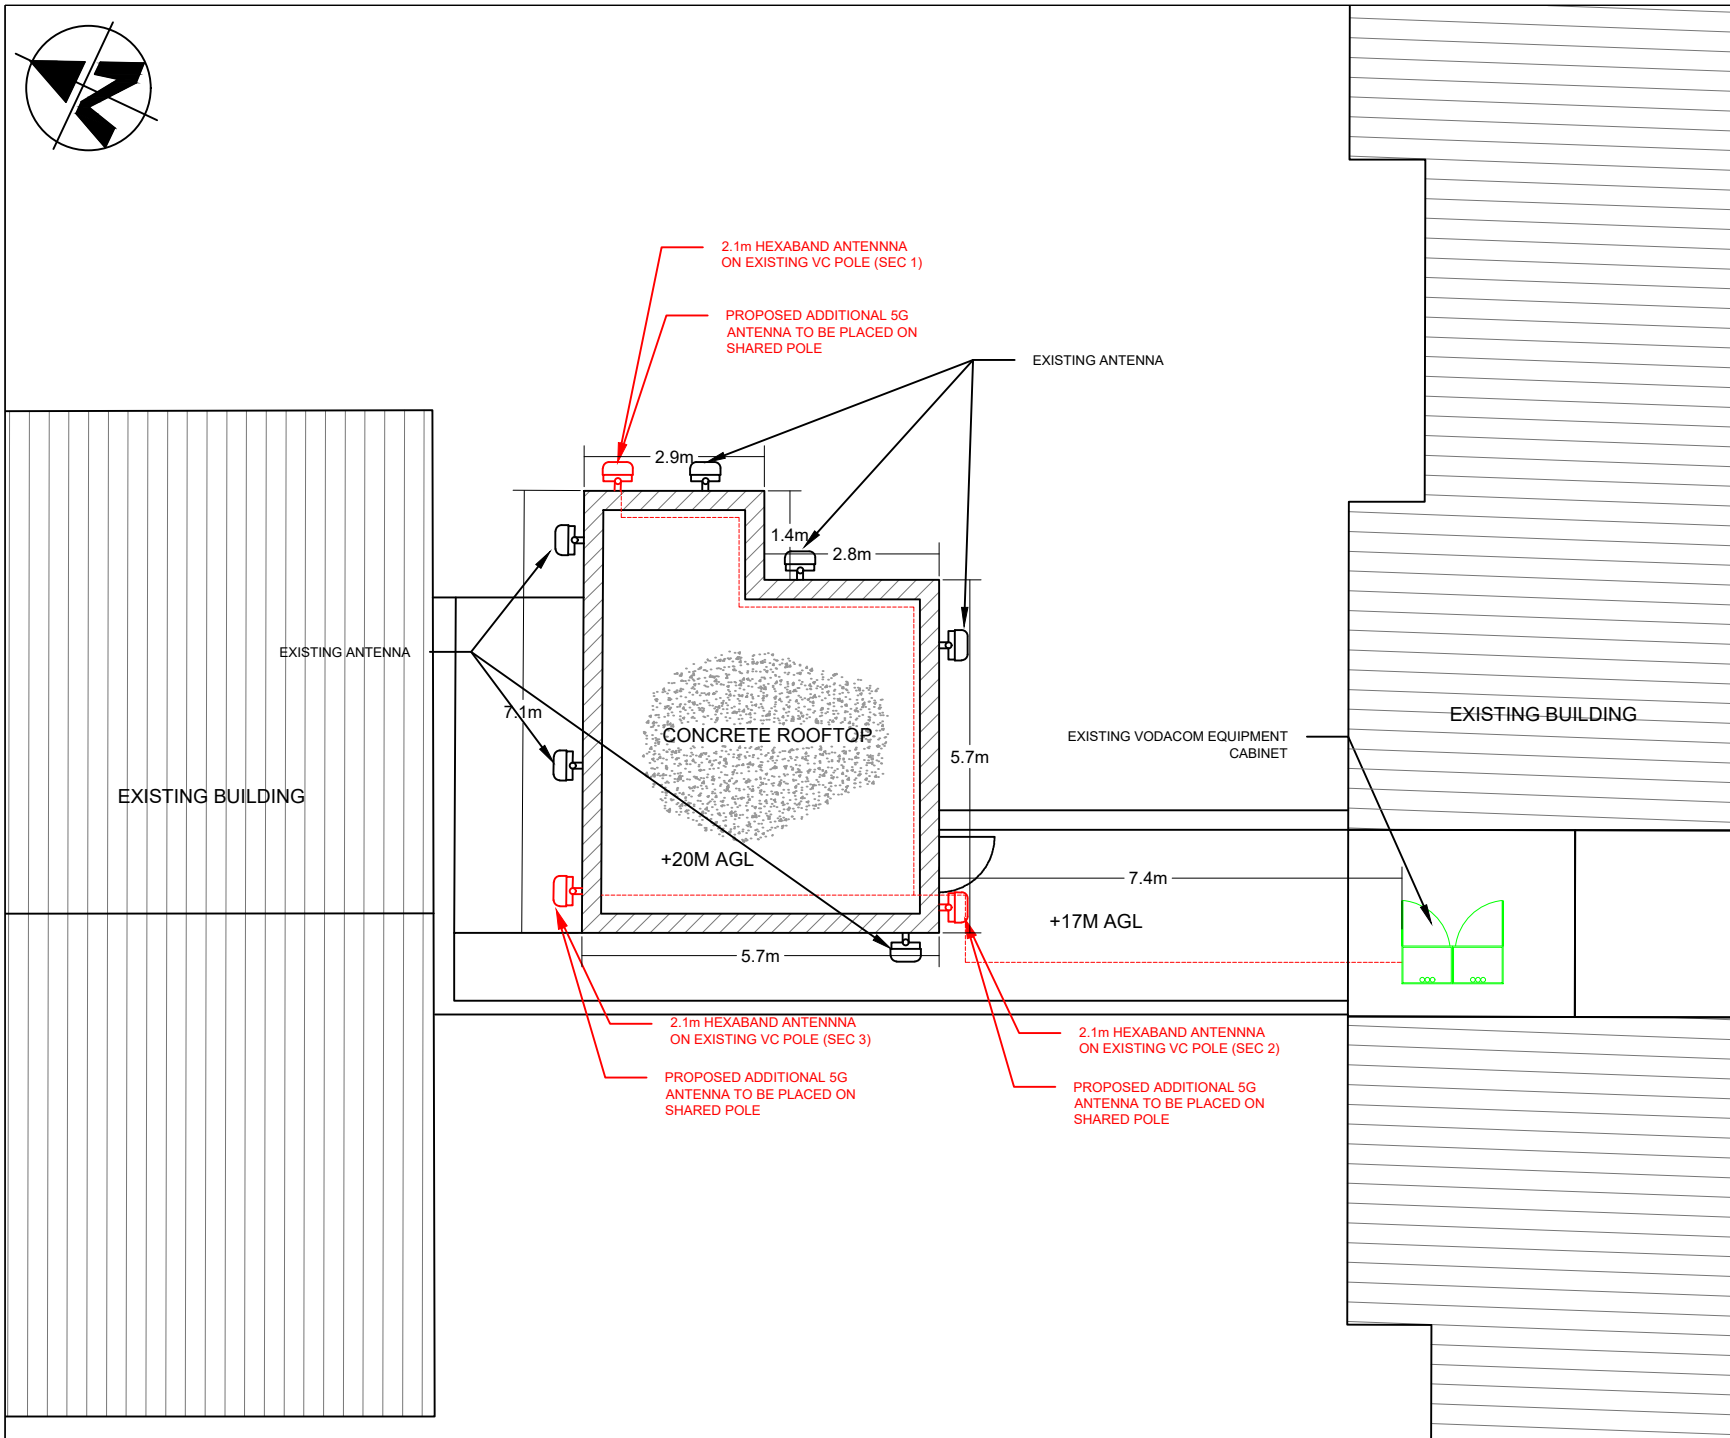 N
2.1m HEXABAND ANTENNNA
ON EXISTING VC POLE (SEC 1)
PROPOSED ADDITIONAL 5G
ANTENNA TO BE PLACED ON
SHARED POLE
EXISTING ANTENNA
2.9m
1.4m
2.8m
EXISTING ANTENNA
7.1m
CONCRETE ROOFTOP
5.7m
EXISTING VODACOM EQUIPMENT
CABINET
EXISTING BUILDING
EXISTING BUILDING
+20M AGL
7.4m
+17M AGL
5.7m
2.1m HEXABAND ANTENNNA
ON EXISTING VC POLE (SEC 3)
PROPOSED ADDITIONAL 5G
ANTENNA TO BE PLACED ON
SHARED POLE
2.1m HEXABAND ANTENNNA
ON EXISTING VC POLE (SEC 2)
PROPOSED ADDITIONAL 5G
ANTENNA TO BE PLACED ON
SHARED POLE